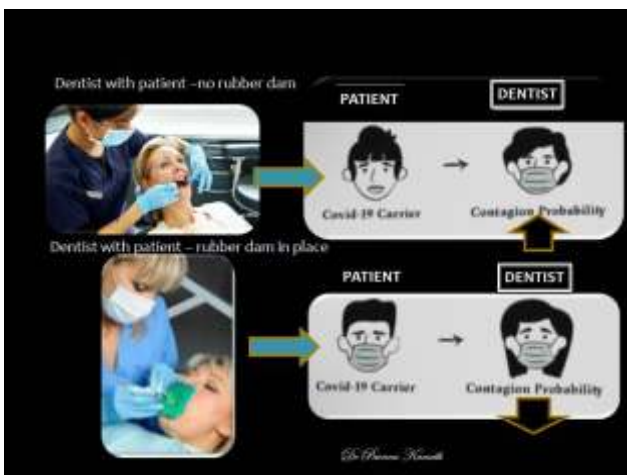 Dentist with patient –no rubber dam
PATIENT
DENTIST
Covid-19 Carrier
Contagion Probability
Dentist with patient – rubber dam in place
PATIENT
DENTIST
Covid-19 Carrier
Contagion Probability
Dr